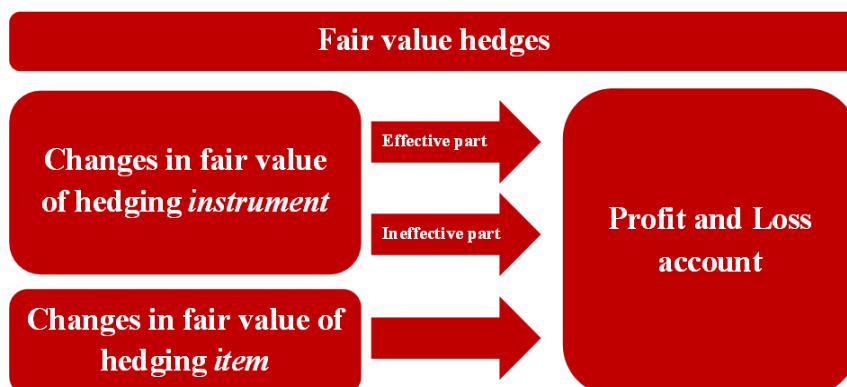 Fair value hedges
Changes in fair value
of hedging instrument
Effective part
Ineffective part
Profit and Loss
account
Changes in fair value of
hedging item